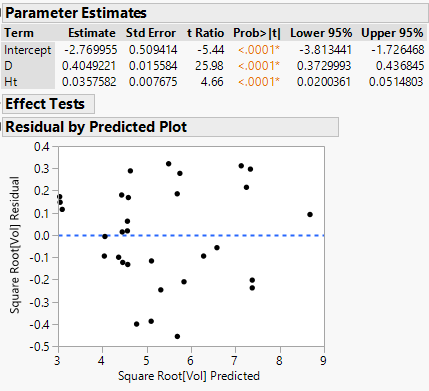 Parameter Estimates
Term Estimate Std Error t Ratio Prob>|t| Lower 95% Upper 95%
Intercept -2.769955 0.509414 -5.44 <.0001* -3.813441 -1.726468
D 0.4049221 0.015584 25.98 <.0001* 0.3729993 0.436845
Ht 0.0357582 0.007675 4.66 <.0001* 0.0200361 0.0514803
Effect Tests
Residual by Predicted Plot
Square Root[Vol] Residual
0.4
0.3
0.2
0.1
0.0
-0.1
-0.2
-0.3
-0.4
-0.5
3 4 5 6 7 8 9
Square Root[Vol] Predicted